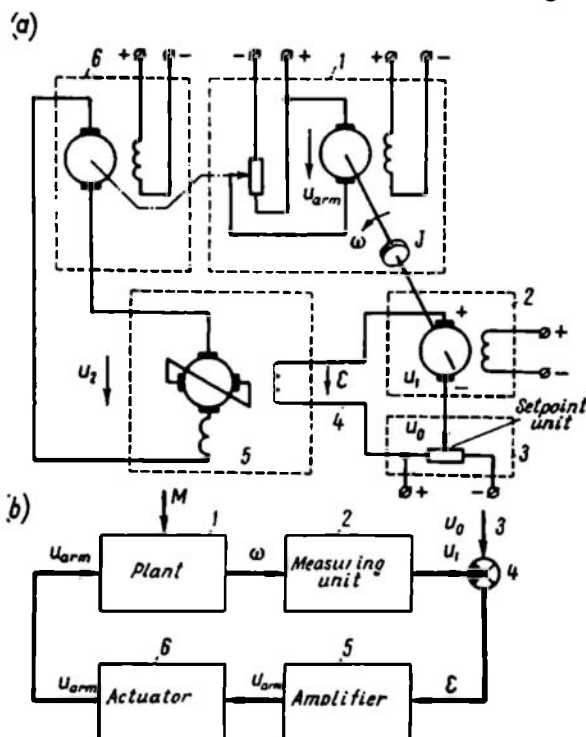 (a)
6
+ -
- +
1
+ -
u_arm
ω
J
2
+
u_1
-
+
-
u_2
ε
4
5
u_0
Setpoint
unit
3
+ -
(b)
M
1
2
u_0
3
u_arm
Plant
ω
Measuring
unit
u_1
4
6
5
u_arm
Actuator
u_arm
Amplifier
ε